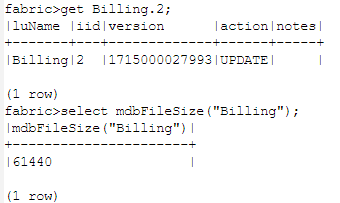 fabric>get Billing.2;
|luName |iid|version      |action|notes|
+-------+---+-------------+------+-----+
|Billing|2  |1715000027993|UPDATE|     |
(1 row)
fabric>select mdbFileSize("Billing");
|mdbFileSize("Billing")|
+----------------------+
|61440                 |
(1 row)